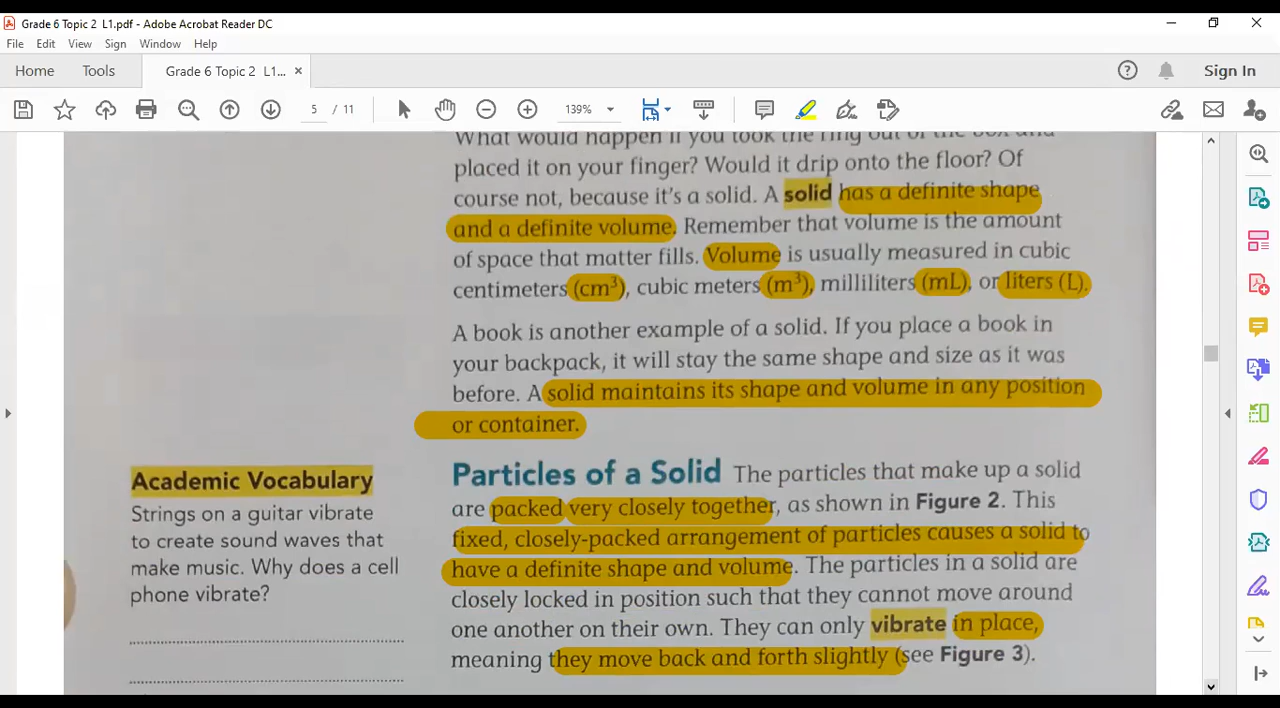 Grade 6 Topic 2 L1.pdf - Adobe Acrobat Reader DC
File Edit View Sign Window Help
Home Tools Grade 6 Topic 2 L1... × Sign In
5 / 11 139%
What would happen if you took the ring out of the box and
placed it on your finger? Would it drip onto the floor? Of
course not, because it's a solid. A solid has a definite shape
and a definite volume. Remember that volume is the amount
of space that matter fills. Volume is usually measured in cubic
centimeters (cm³), cubic meters (m³), milliliters (mL), or liters (L).
A book is another example of a solid. If you place a book in
your backpack, it will stay the same shape and size as it was
before. A solid maintains its shape and volume in any position
or container.
Particles of a Solid The particles that make up a solid
are packed very closely together, as shown in Figure 2. This
fixed, closely-packed arrangement of particles causes a solid to
have a definite shape and volume. The particles in a solid are
closely locked in position such that they cannot move around
one another on their own. They can only vibrate in place,
meaning they move back and forth slightly (see Figure 3).
Academic Vocabulary
Strings on a guitar vibrate
to create sound waves that
make music. Why does a cell
phone vibrate?